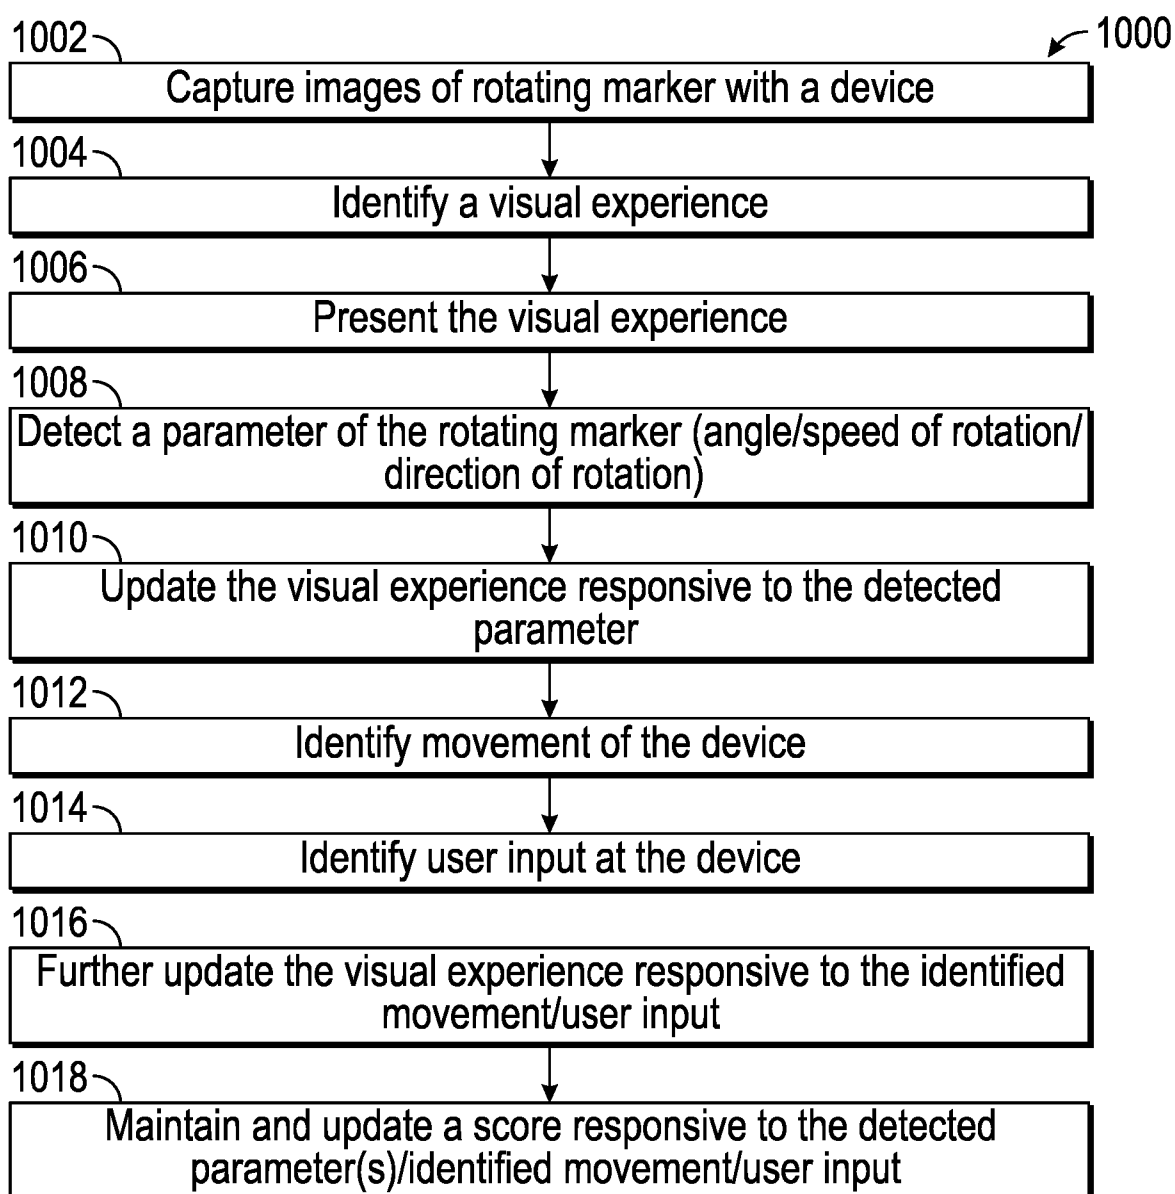 1000
1002
Capture images of rotating marker with a device
1004
Identify a visual experience
1006
Present the visual experience
1008
Detect a parameter of the rotating marker (angle/speed of rotation/
direction of rotation)
1010
Update the visual experience responsive to the detected
parameter
1012
Identify movement of the device
1014
Identify user input at the device
1016
Further update the visual experience responsive to the identified
movement/user input
1018
Maintain and update a score responsive to the detected
parameter(s)/identified movement/user input